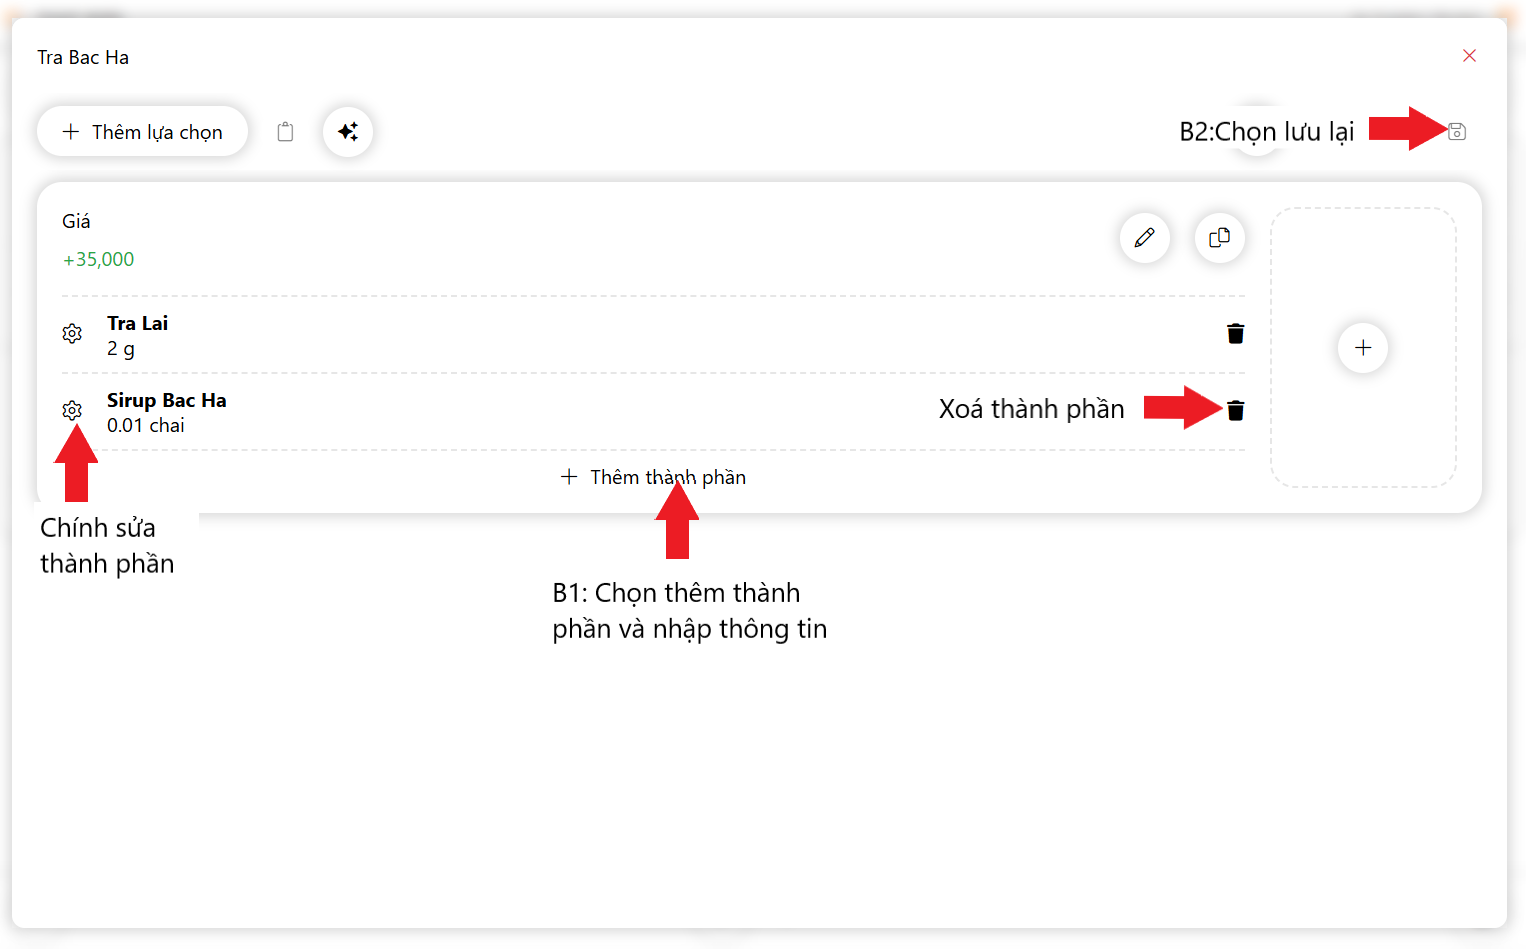 Tra Bac Ha
Thêm lựa chọn
B2:Chọn lưu lại
Giá
+35,000
Tra Lai
2 g
Sirup Bac Ha
0.01 chai
Xoá thành phần
Thêm thành phần
Chính sửa
thành phần
B1: Chọn thêm thành
phần và nhập thông tin